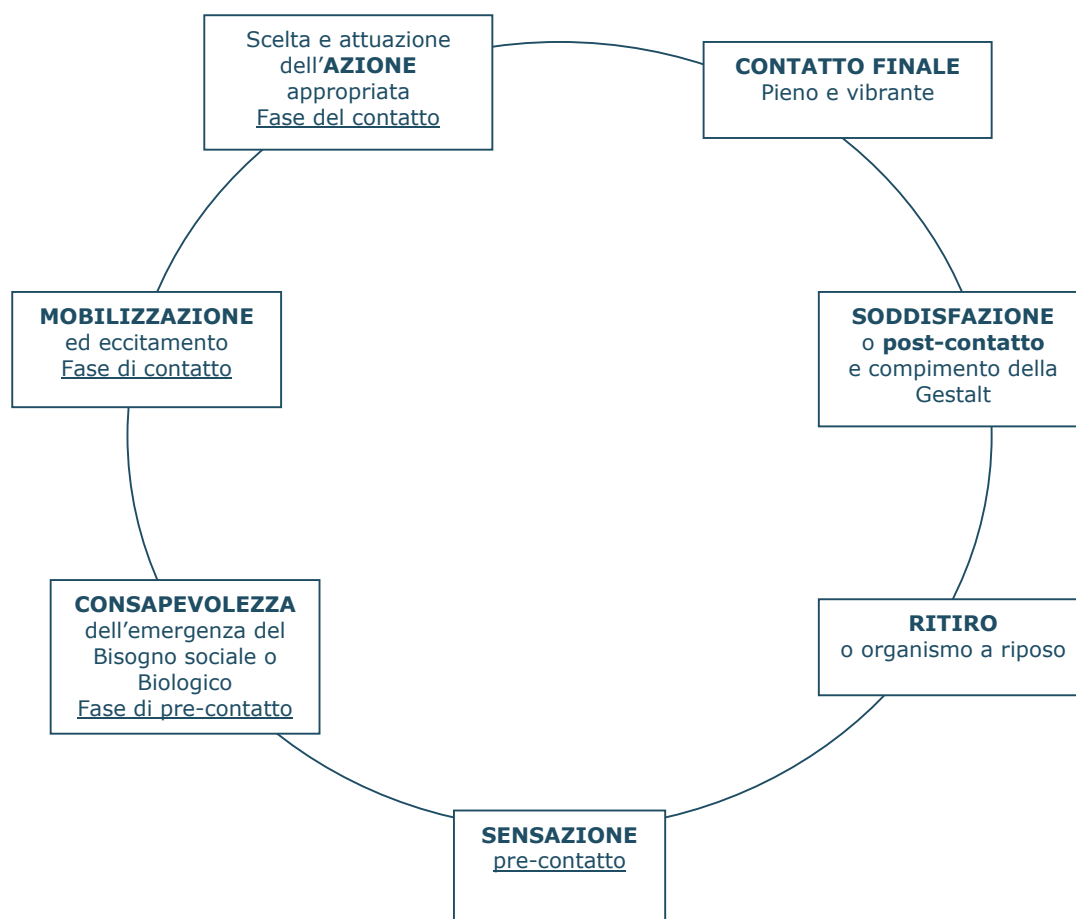 Scelta e attuazione
dell’AZIONE
appropriata
Fase del contatto
CONTATTO FINALE
Pieno e vibrante
MOBILIZZAZIONE
ed eccitamento
Fase di contatto
SODDISFAZIONE
o post-contatto
e compimento della
Gestalt
CONSAPEVOLEZZA
dell’emergenza del
Bisogno sociale o
Biologico
Fase di pre-contatto
RITIRO
o organismo a riposo
SENSAZIONE
pre-contatto